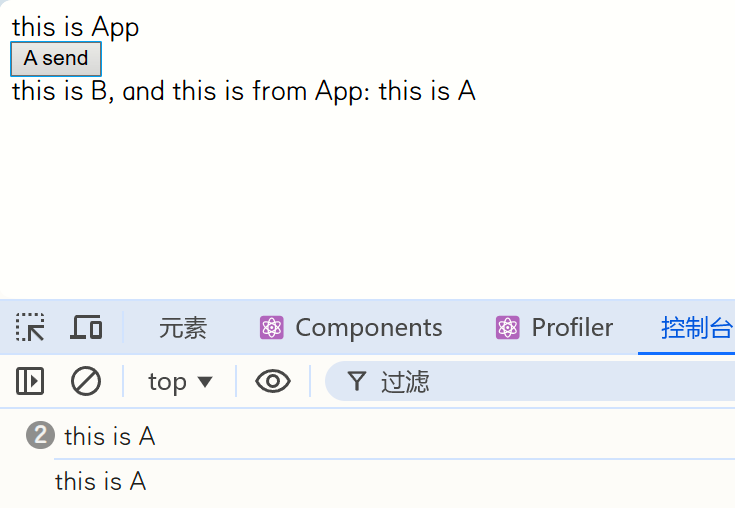 this is App
A send
this is B, and this is from App: this is A
元素 Components Profiler 控制台
top 过滤
2 this is A
this is A